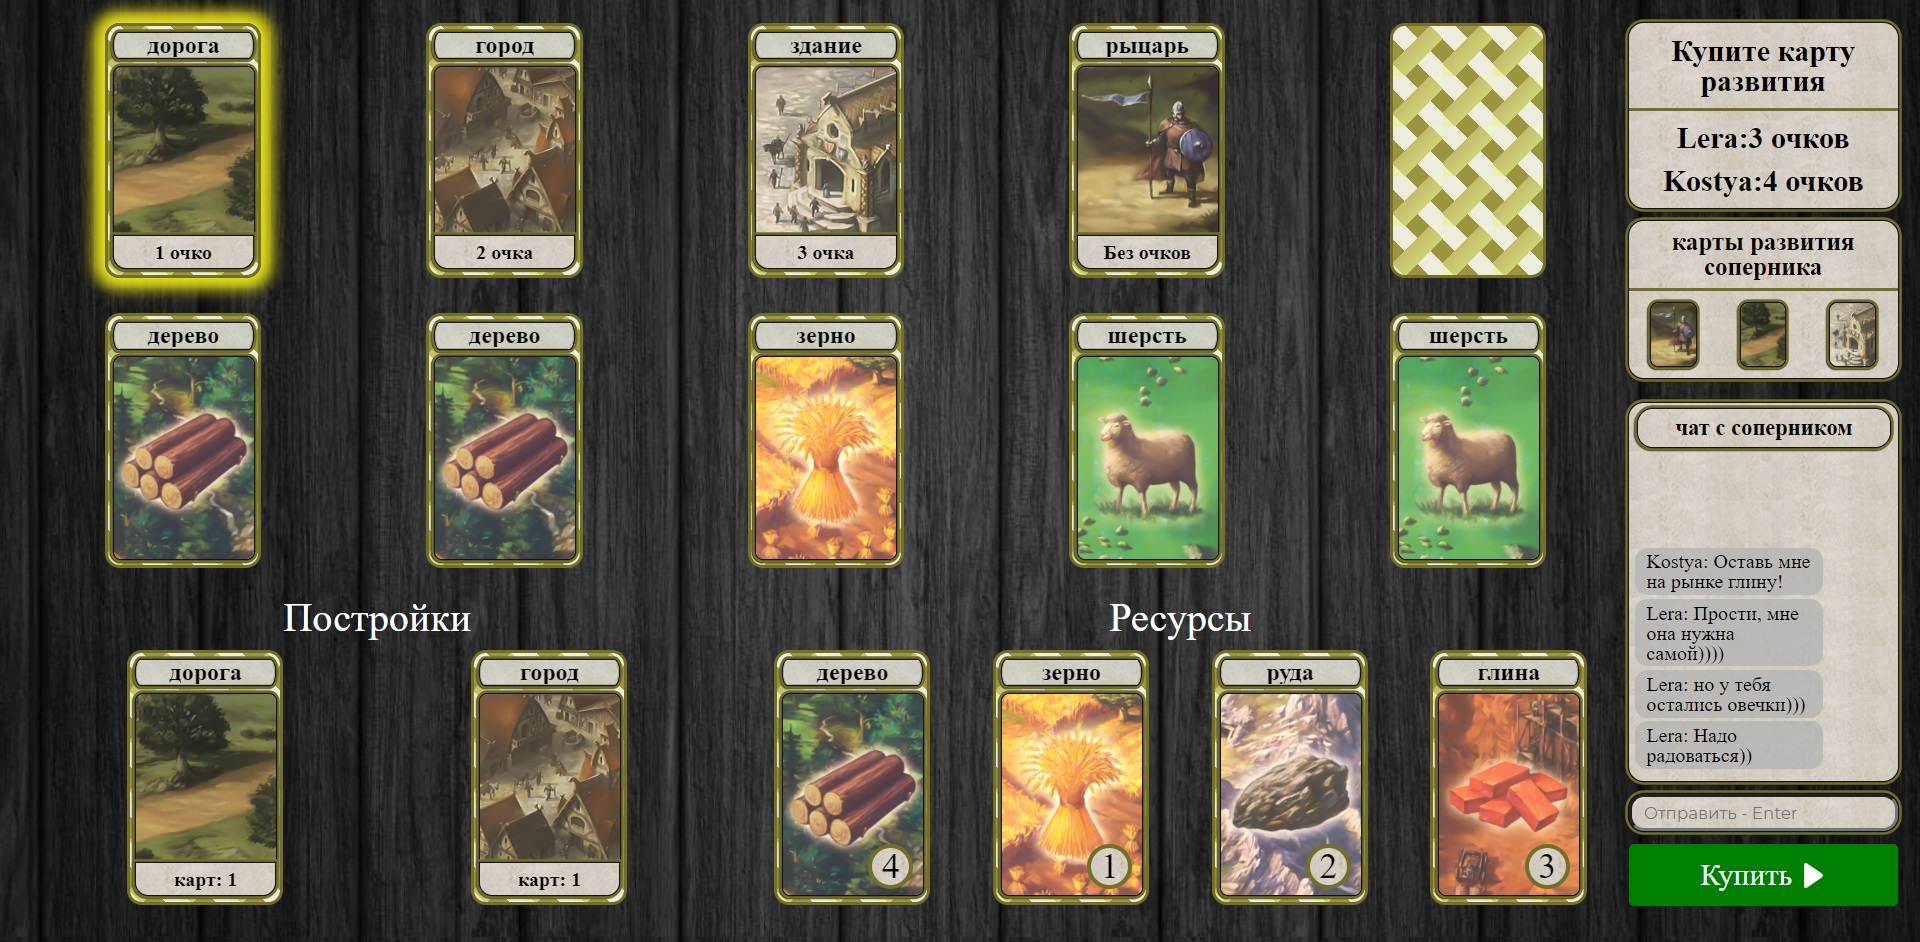 дорога
1 очко
город
2 очка
здание
3 очка
рыцарь
Без очков
дерево
дерево
зерно
шерсть
шерсть
Постройки
Ресурсы
дорога
карт: 1
город
карт: 1
дерево
4
зерно
1
руда
2
глина
3
Купите карту
развития
Lera:3 очков
Kostya:4 очков
карты развития
соперника
чат с соперником
Kostya: Оставь мне
на рынке глину!
Lera: Прости, мне
она нужна
самой))))
Lera: но у тебя
остались овечки)))
Lera: Надо
радоваться))
Отправить - Enter
Купить